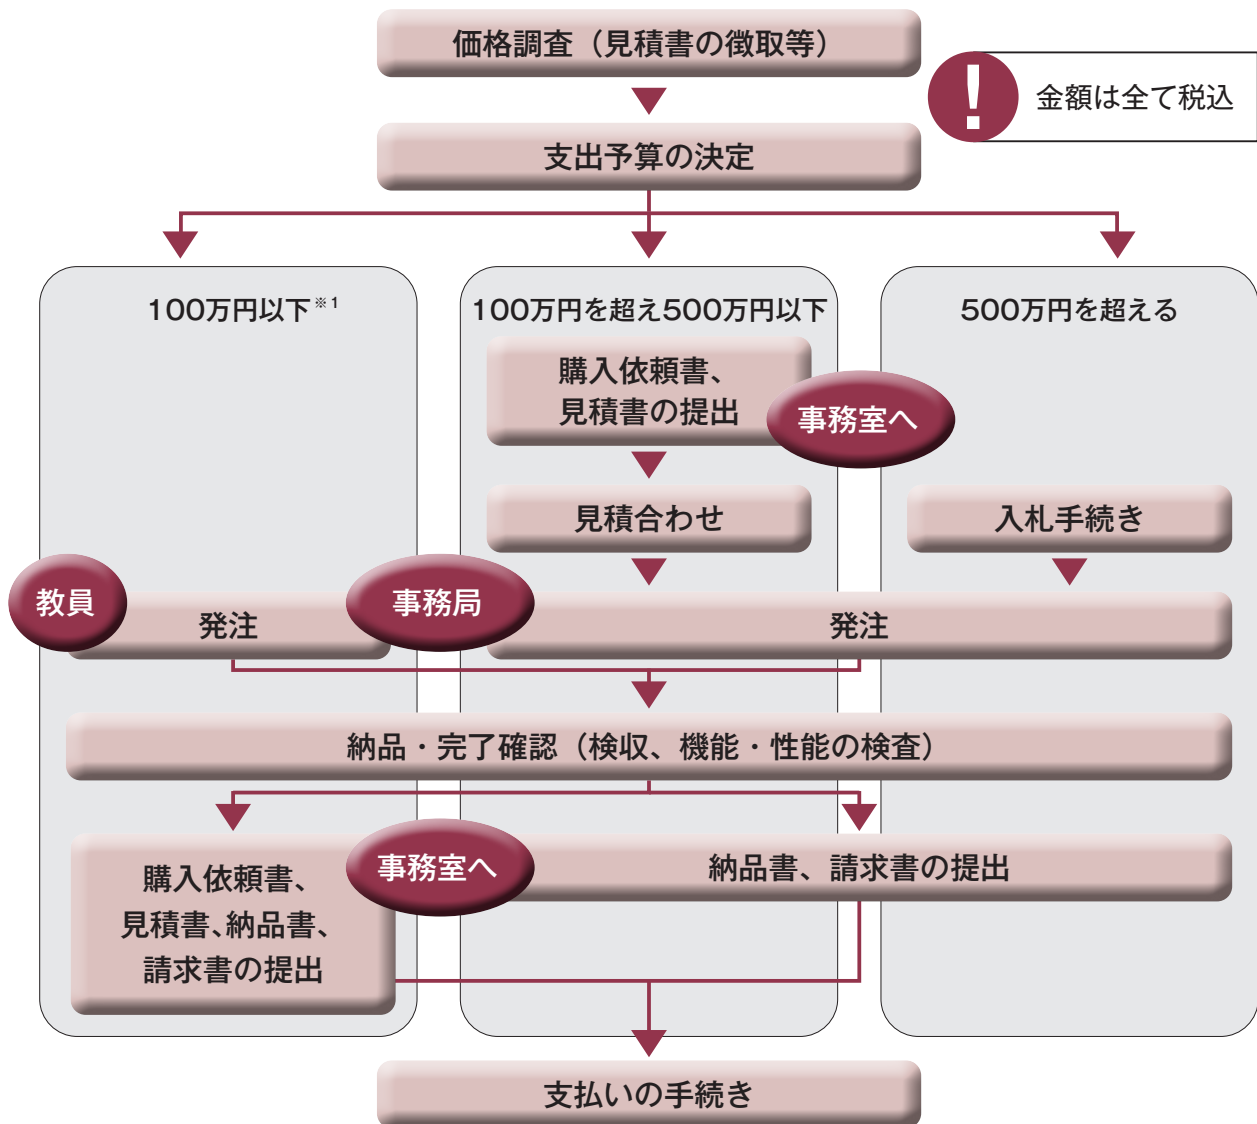 価格調査（見積書の徴取等）
金額は全て税込
支出予算の決定
100万円以下※1
100万円を超え500万円以下
500万円を超える
購入依頼書、
見積書の提出
事務室へ
見積合わせ
入札手続き
教員
発注
事務局
発注
納品・完了確認（検収、機能・性能の検査）
購入依頼書、
見積書、納品書、
請求書の提出
事務室へ
納品書、請求書の提出
支払いの手続き